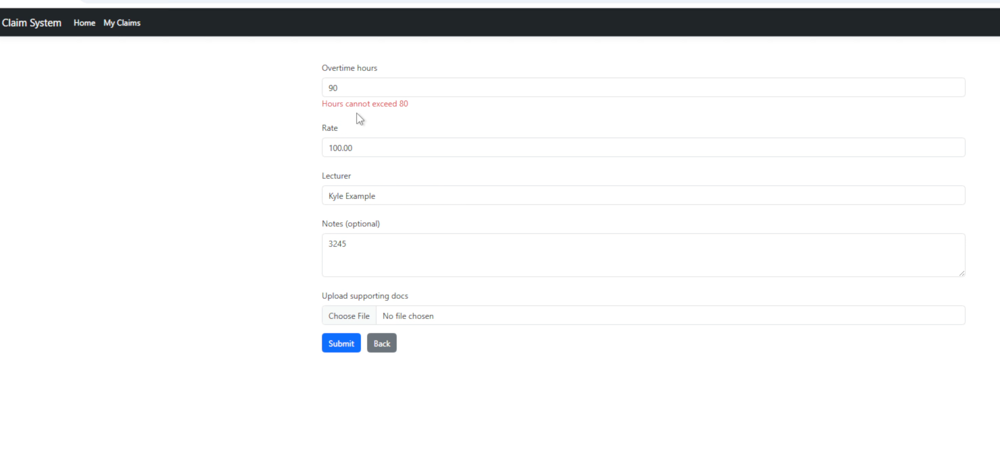 Claim System Home My Claims
Overtime hours
90
Hours cannot exceed 80
Rate
100.00
Lecturer
Kyle Example
Notes (optional)
3245
Upload supporting docs
Choose File No file chosen
Submit Back